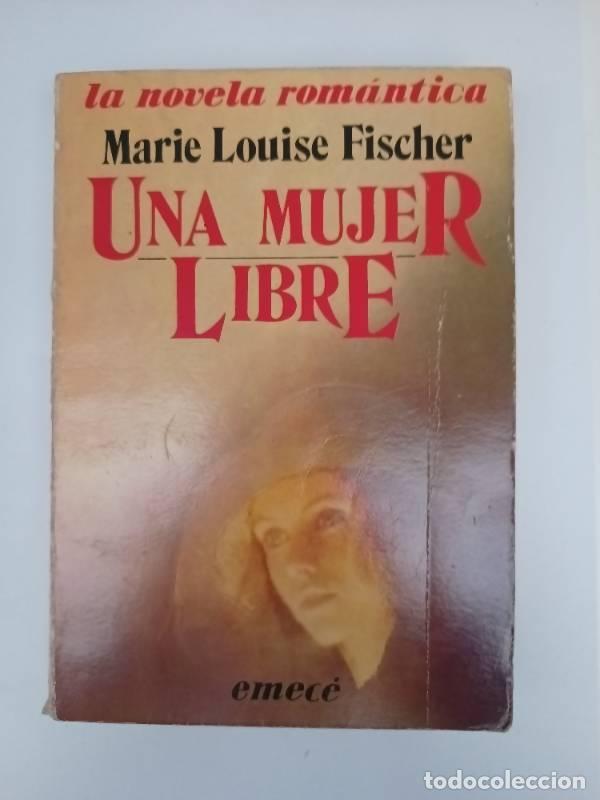 la novela romántica
Marie Louise Fischer
UNA MUJER
LIBRE
emecé
todocoleccion